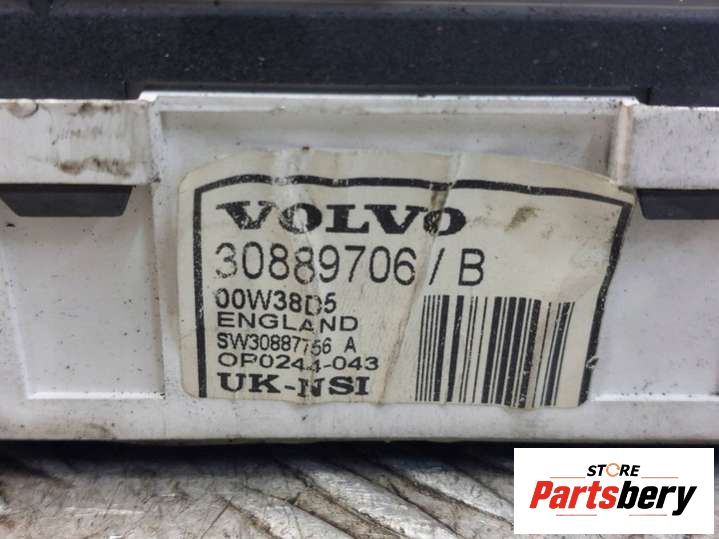 VOLVO
30889706/B
00W38D5
ENGLAND
SW30887756 A
OP0244-043
UK-NSI
STORE
Partsbery